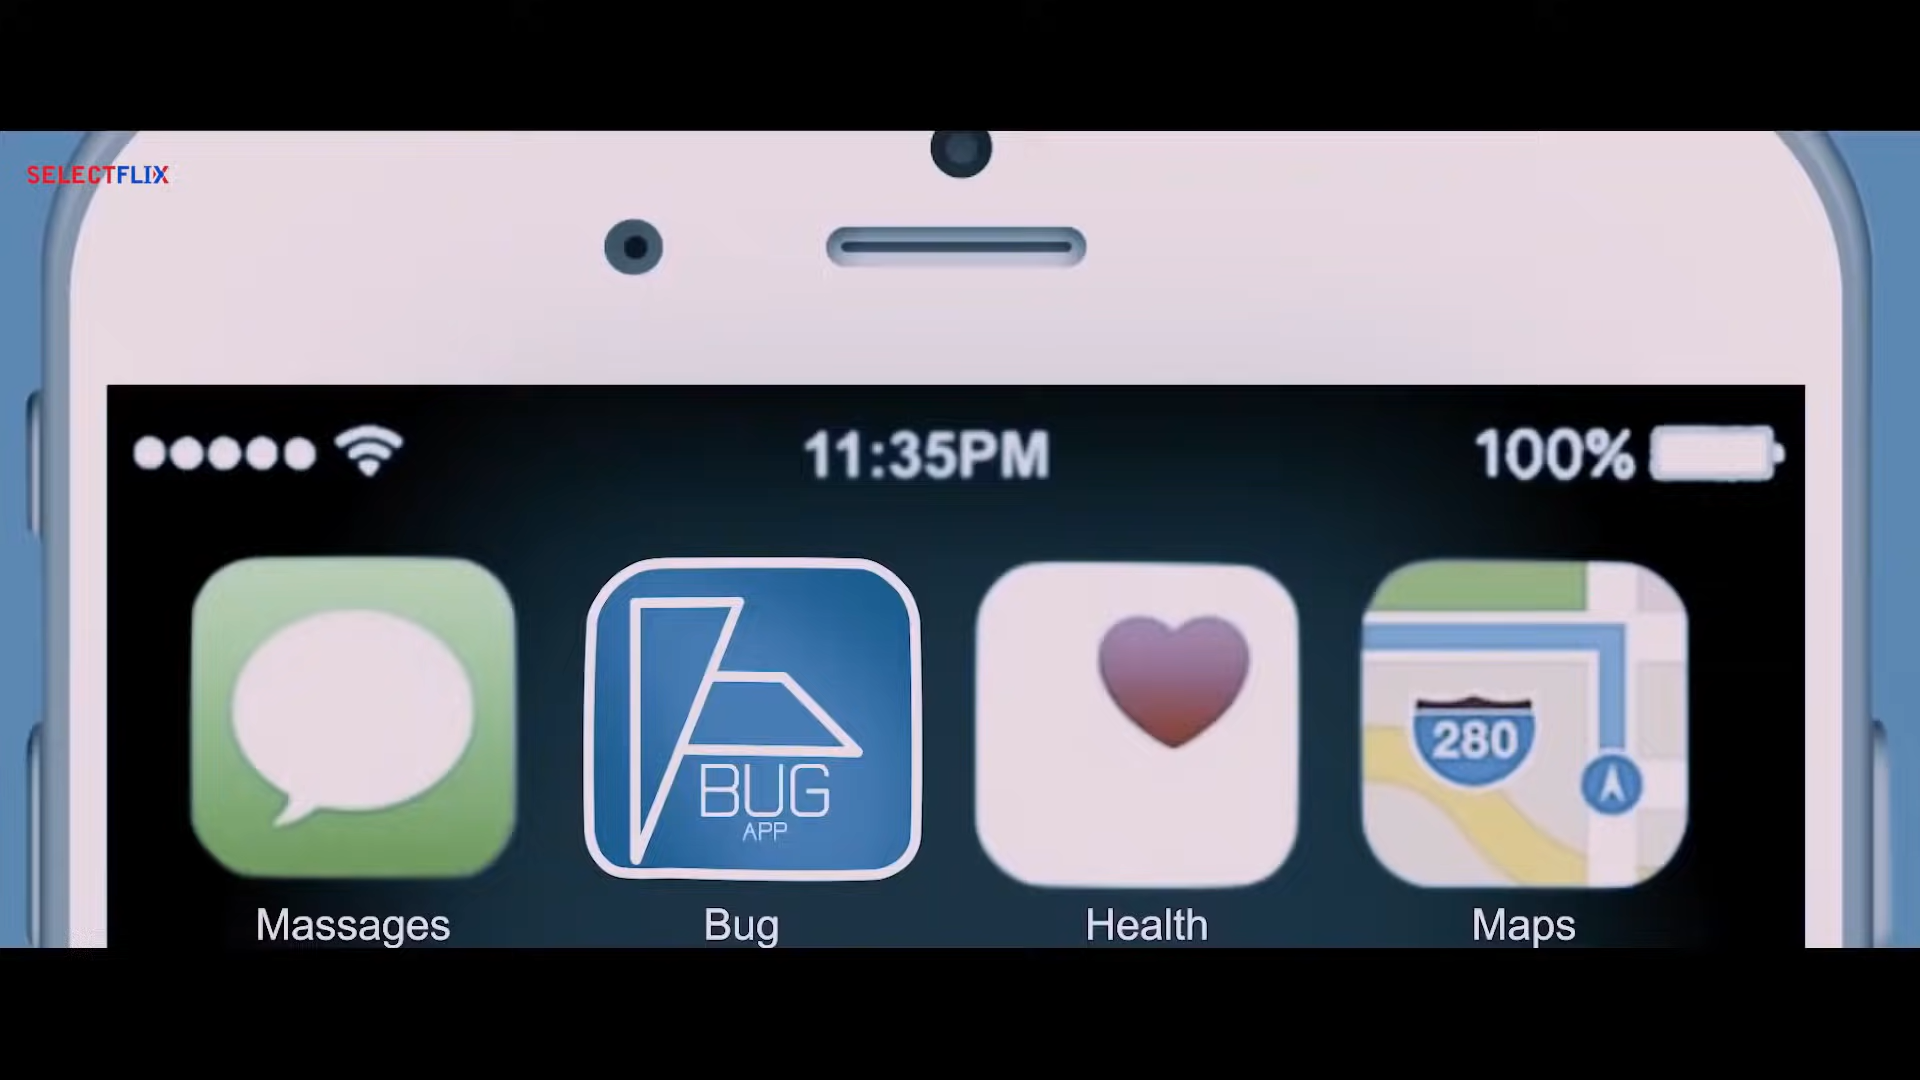 SELECTFLIX
11:35PM
100%
280
BUG
APP
Massages
Bug
Health
Maps